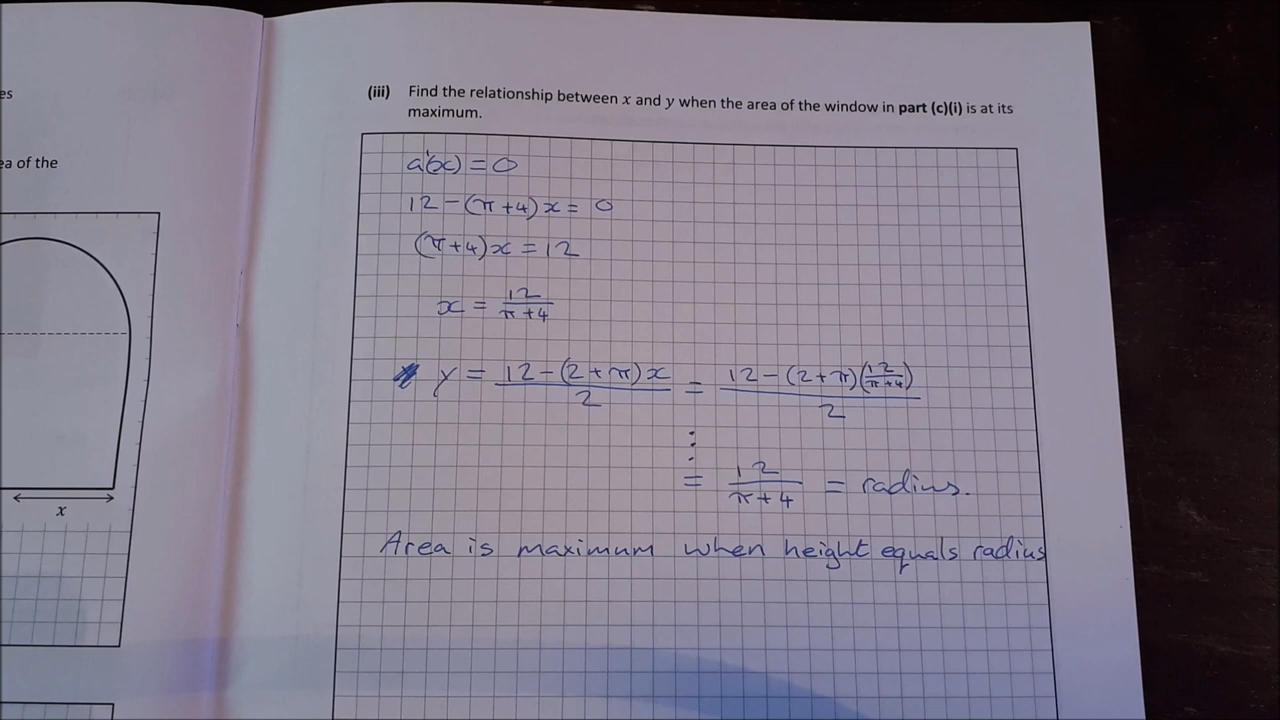 es
ea of the
x
(iii) Find the relationship between x and y when the area of the window in part (c)(i) is at its
maximum.
a'(x) = 0
12 - (π + 4) x = 0
(π + 4) x = 12
x = 12 / (π + 4)
y = (12 - (2 + π) x) / 2 = (12 - (2 + π)(12 / (π + 4))) / 2
⋮
= 12 / (π + 4) = radius.
Area is maximum when height equals radius